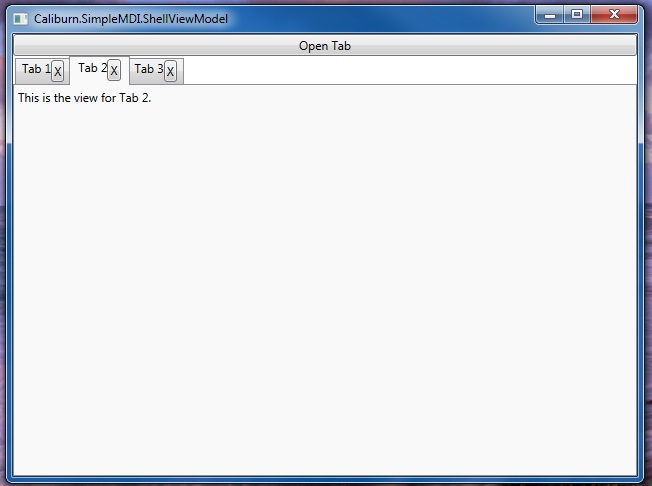 Caliburn.SimpleMDI.ShellViewModel
Open Tab
Tab 1 X Tab 2 X Tab 3 X
This is the view for Tab 2.